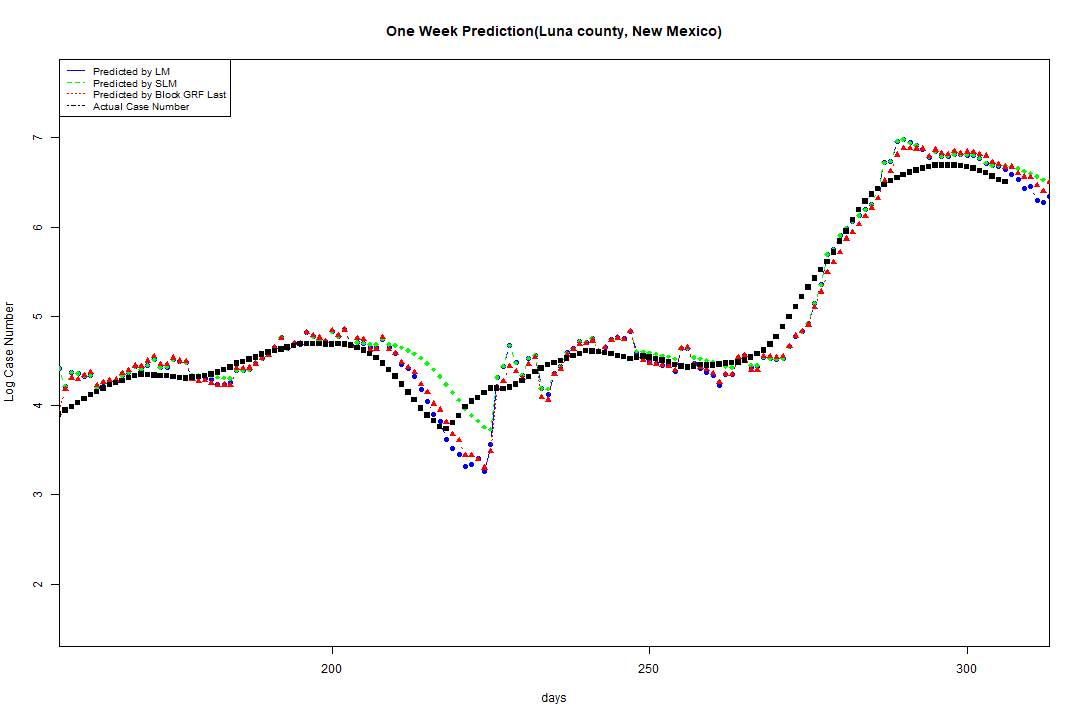 One Week Prediction(Luna county, New Mexico)
Predicted by LM
Predicted by SLM
Predicted by Block GRF Last
Actual Case Number
7
6
5
4
3
2
Log Case Number
200 250 300
days